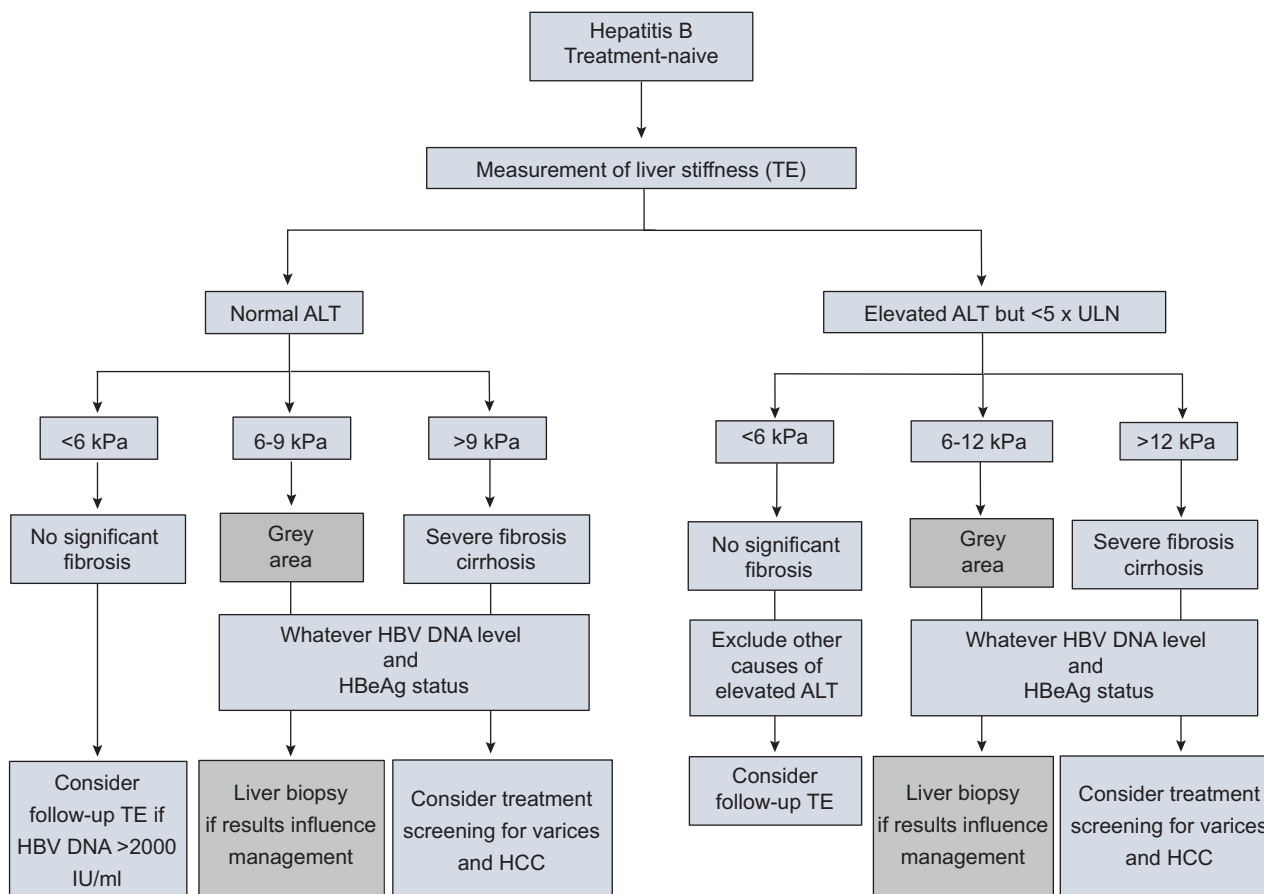 Hepatitis B
Treatment-naive
Measurement of liver stiffness (TE)
Normal ALT
Elevated ALT but <5 x ULN
<6 kPa
6-9 kPa
>9 kPa
<6 kPa
6-12 kPa
>12 kPa
No significant
fibrosis
Grey
area
Severe fibrosis
cirrhosis
No significant
fibrosis
Grey
area
Severe fibrosis
cirrhosis
Whatever HBV DNA level
and
HBeAg status
Exclude other
causes of
elevated ALT
Whatever HBV DNA level
and
HBeAg status
Consider
follow-up TE if
HBV DNA >2000
IU/ml
Liver biopsy
if results influence
management
Consider treatment
screening for varices
and HCC
Consider
follow-up TE
Liver biopsy
if results influence
management
Consider treatment
screening for varices
and HCC